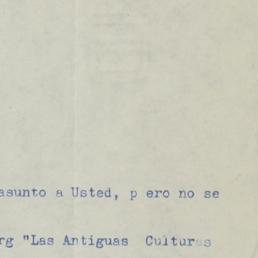 asunto a Usted, p ero no se
rg "Las Antiguas Culturas